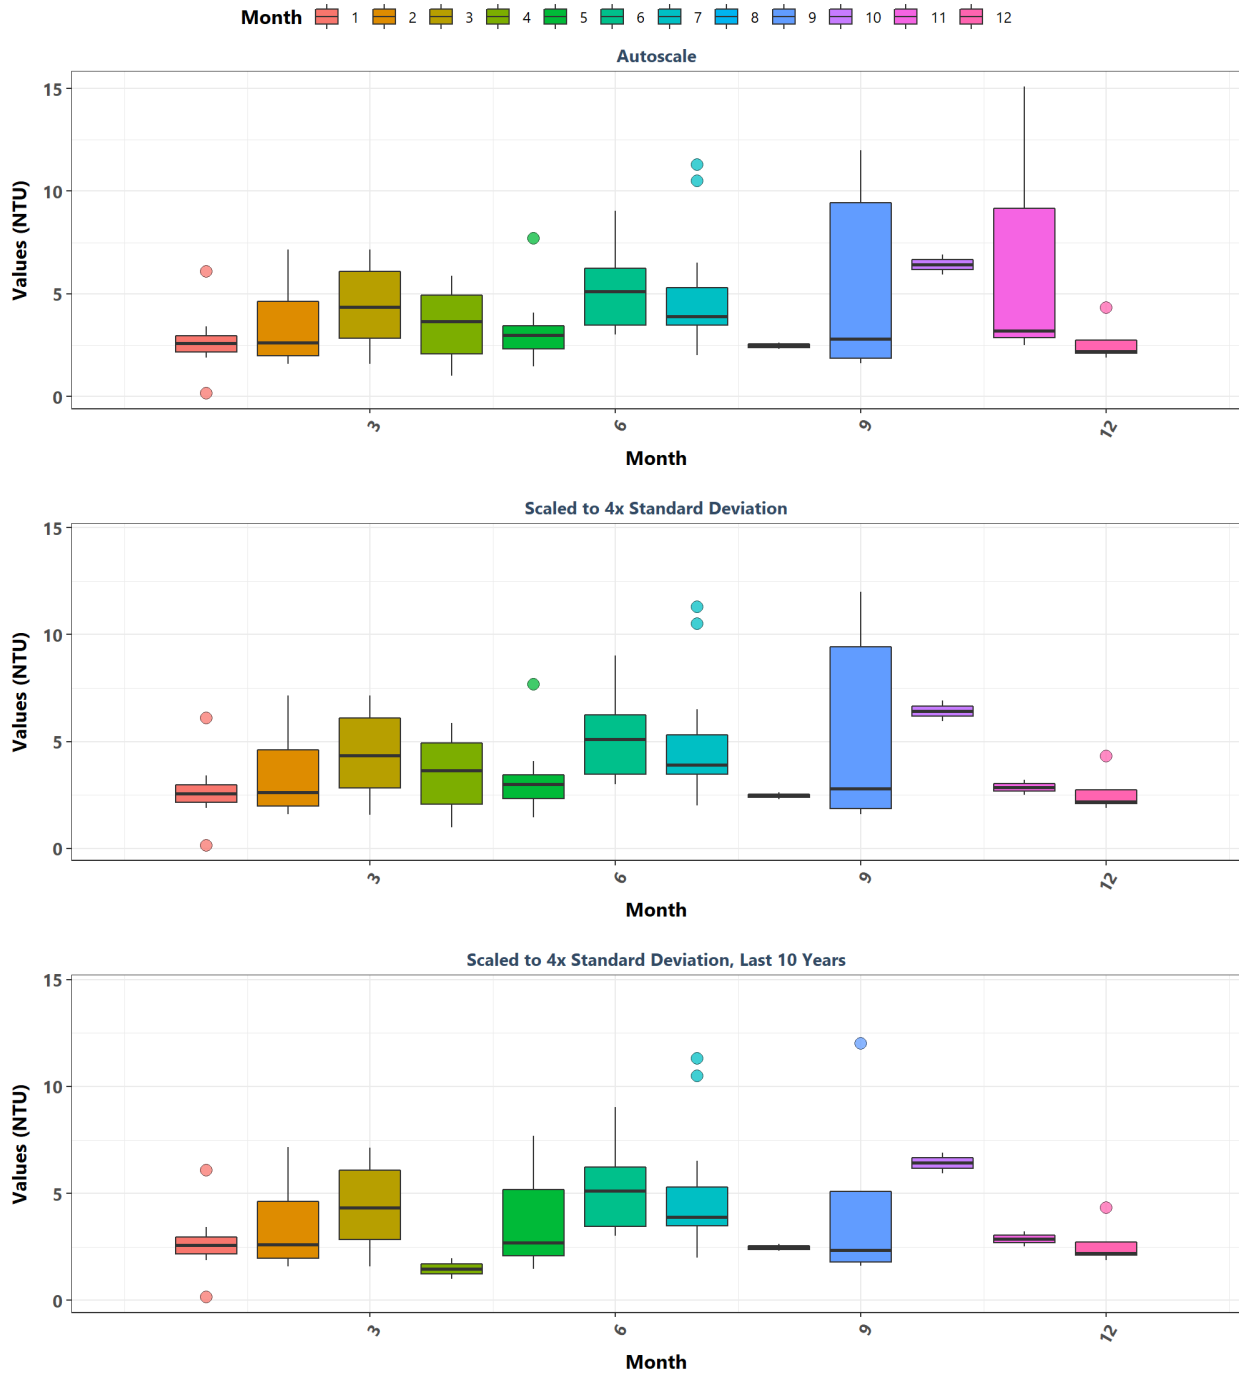 Month 1 2 3 4 5 6 7 8 9 10 11 12
Autoscale
Values (NTU)
15
10
5
0
3 6 9 12
Month
Scaled to 4x Standard Deviation
Values (NTU)
15
10
5
0
3 6 9 12
Month
Scaled to 4x Standard Deviation, Last 10 Years
Values (NTU)
15
10
5
0
3 6 9 12
Month